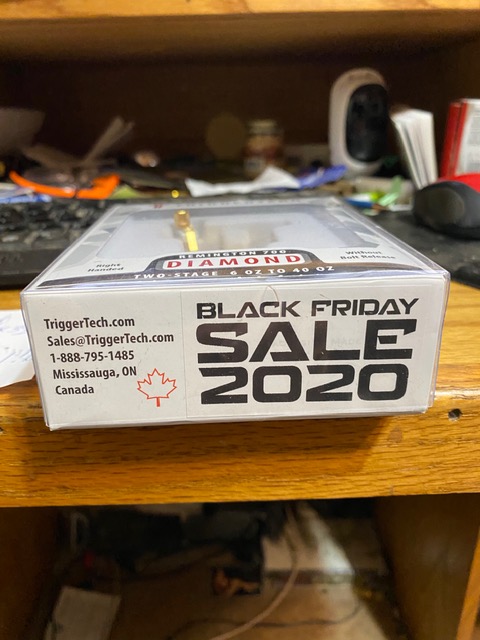 REMINGTON 700
DIAMOND
TWO-STAGE 6 OZ TO 40 OZ
Right
Handed
Without
Bolt Release
TriggerTech.com
Sales@TriggerTech.com
1-888-795-1485
Mississauga, ON
Canada
BLACK FRIDAY
SALE
2020